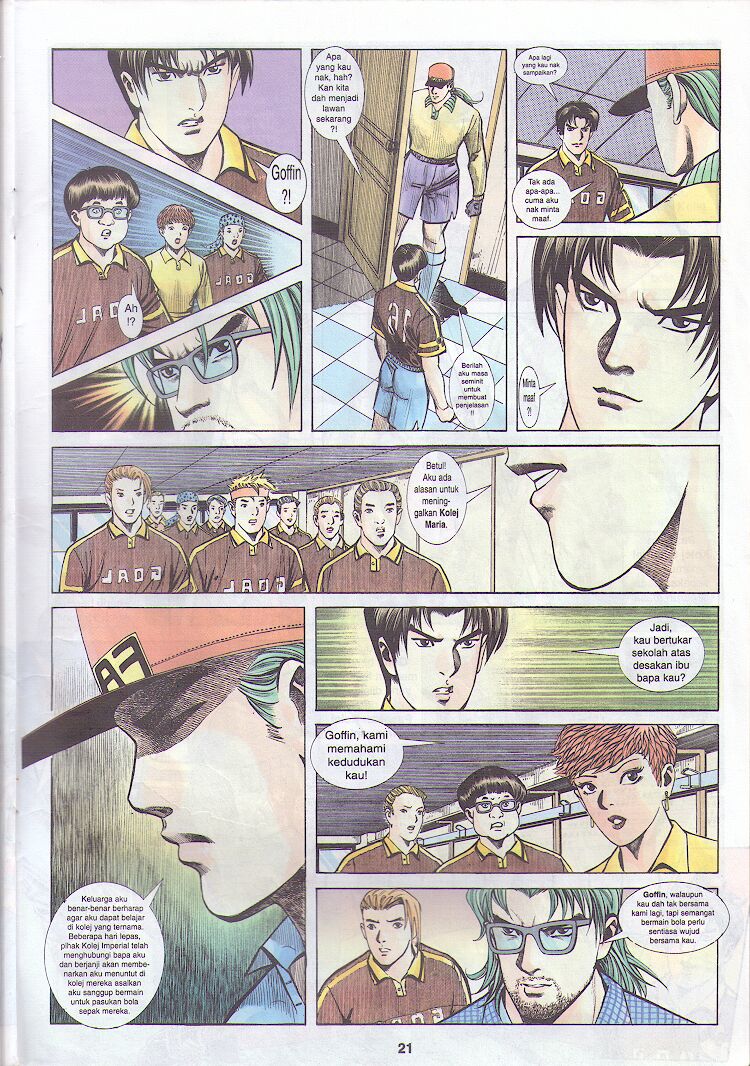 Goffin
?!
Ah
!?
Apa
yang kau
nak, hah?
Kan kita
dah menjadi
lawan
sekarang
?!
Berilah
aku masa
seminit
untuk
membuat
penjelasan
!!
Apa lagi
yang kau nak
sampaikan?
Tak ada
apa-apa...
cuma aku
nak minta
maaf.
Minta
maaf
?!
Betul!
Aku ada
alasan untuk
mening-
galkan Kolej
Maria.
Keluarga aku
benar-benar berharap
agar aku dapat belajar
di kolej yang ternama.
Beberapa hari lepas,
pihak Kolej Imperial telah
menghubungi bapa aku
dan berjanji akan membe-
narkan aku menuntut di
kolej mereka asalkan
aku sanggup bermain
untuk pasukan bola
sepak mereka.
Jadi,
kau bertukar
sekolah atas
desakan ibu
bapa kau?
Goffin, kami
memahami
kedudukan
kau!
Goffin, walaupun
kau dah tak bersama
kami lagi, tapi semangat
bermain bola perlu
sentiasa wujud
bersama kau.
21